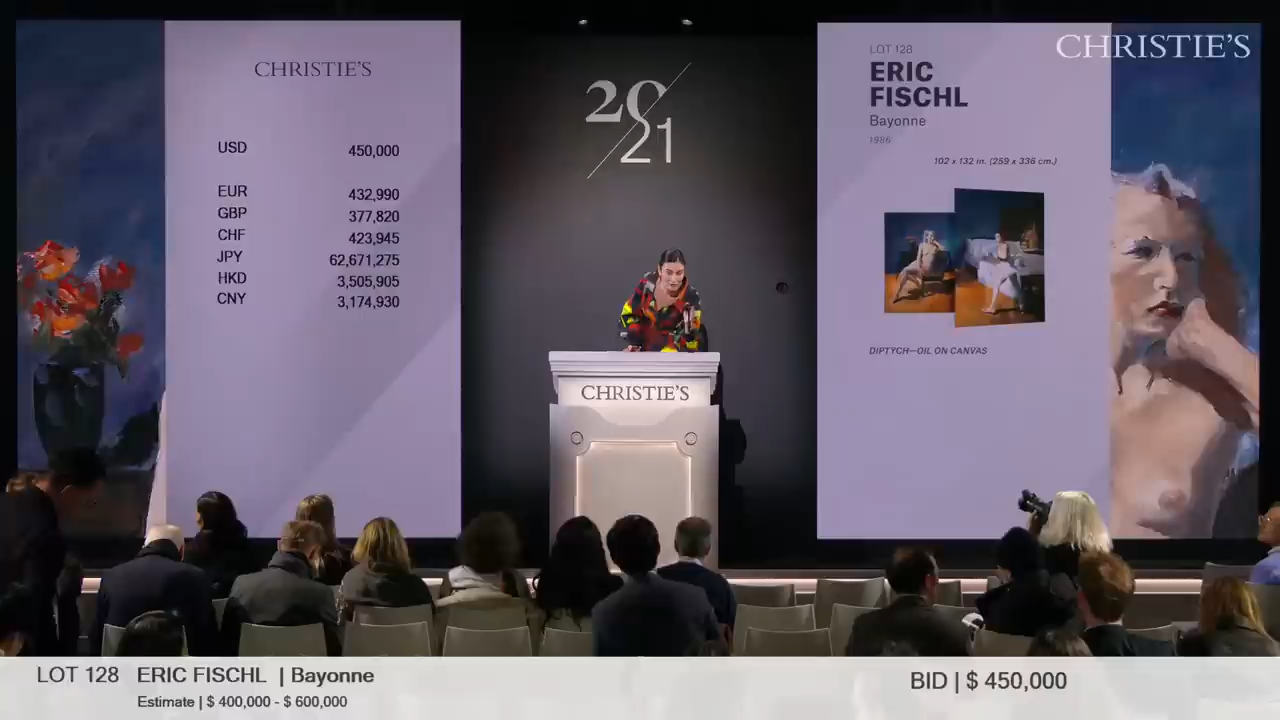 CHRISTIE'S
USD 450,000
EUR 432,990
GBP 377,820
CHF 423,945
JPY 62,671,275
HKD 3,505,905
CNY 3,174,930
20/21
CHRISTIE'S
LOT 128
ERIC
FISCHL
Bayonne
1986
102 x 132 in. (259 x 336 cm.)
DIPTYCH—OIL ON CANVAS
CHRISTIE'S
LOT 128 ERIC FISCHL | Bayonne
Estimate | $ 400,000 - $ 600,000
BID | $ 450,000